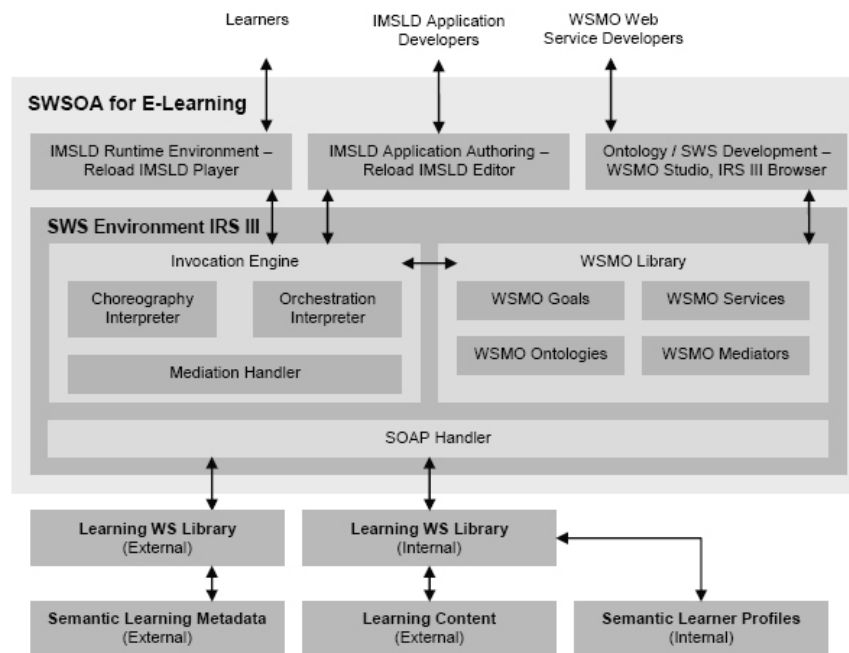 Learners
IMSLD Application
Developers
WSMO Web
Service Developers
SWSOA for E-Learning
IMSLD Runtime Environment –
Reload IMSLD Player
IMSLD Application Authoring –
Reload IMSLD Editor
Ontology / SWS Development –
WSMO Studio, IRS III Browser
SWS Environment IRS III
Invocation Engine
Choreography
Interpreter
Orchestration
Interpreter
Mediation Handler
WSMO Library
WSMO Goals
WSMO Services
WSMO Ontologies
WSMO Mediators
SOAP Handler
Learning WS Library
(External)
Learning WS Library
(Internal)
Semantic Learning Metadata
(External)
Learning Content
(External)
Semantic Learner Profiles
(Internal)